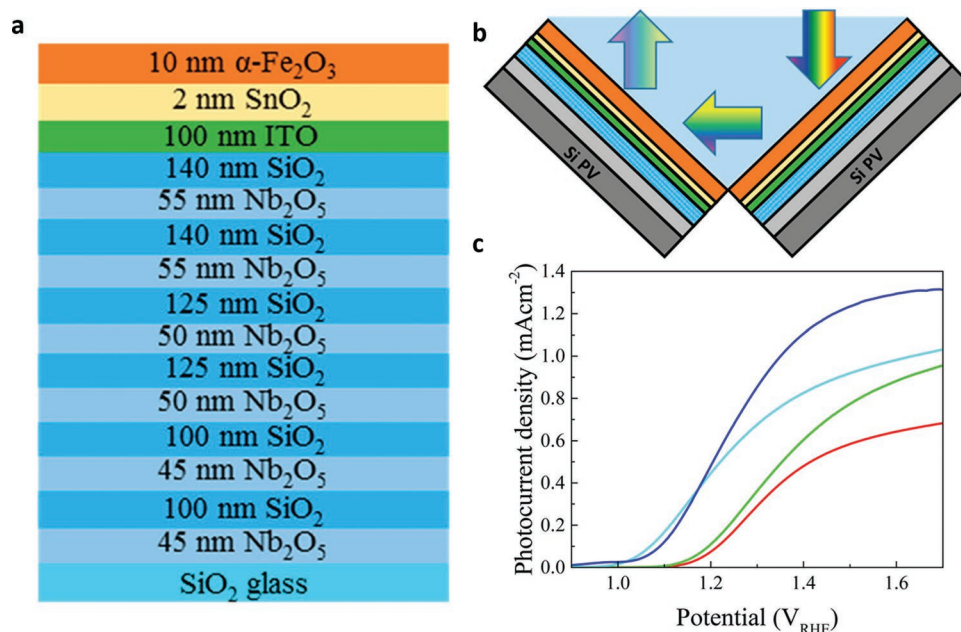 a
10 nm α-Fe₂O₃
2 nm SnO₂
100 nm ITO
140 nm SiO₂
55 nm Nb₂O₅
140 nm SiO₂
55 nm Nb₂O₅
125 nm SiO₂
50 nm Nb₂O₅
125 nm SiO₂
50 nm Nb₂O₅
100 nm SiO₂
45 nm Nb₂O₅
100 nm SiO₂
45 nm Nb₂O₅
SiO₂ glass
b
Si PV
Si PV
c
Photocurrent density (mAcm⁻²)
1.4
1.2
1.0
0.8
0.6
0.4
0.2
0.0
1.0 1.2 1.4 1.6
Potential (V_RHE)